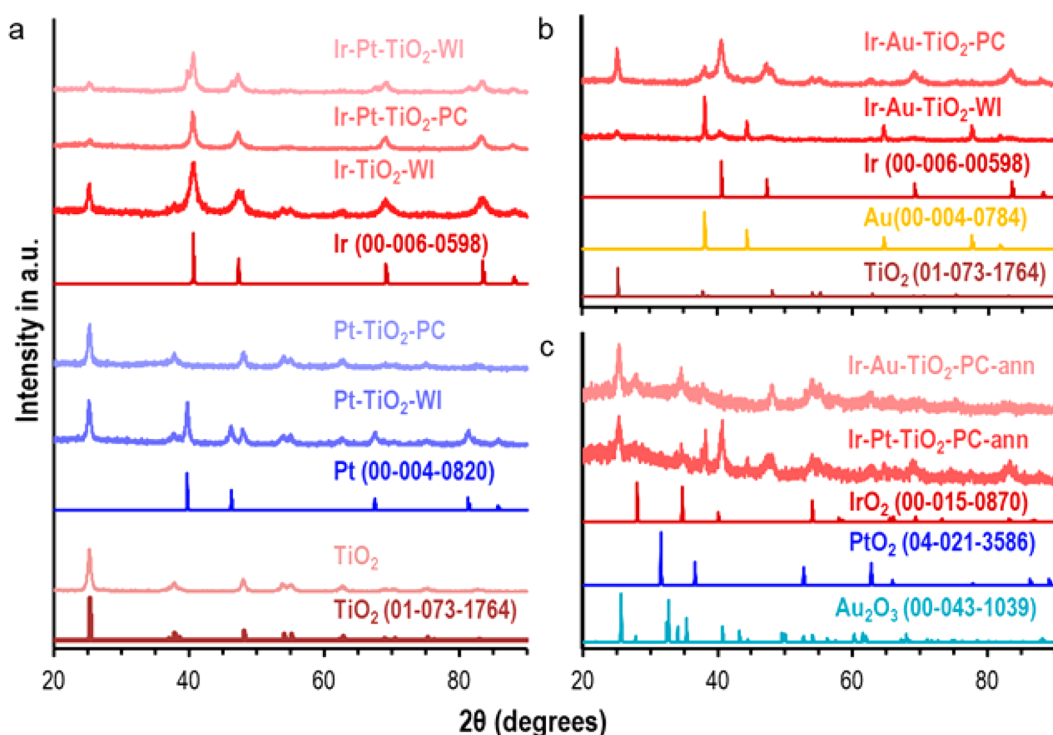 a
Ir-Pt-TiO₂-WI
Ir-Pt-TiO₂-PC
Ir-TiO₂-WI
Ir (00-006-0598)
Pt-TiO₂-PC
Pt-TiO₂-WI
Pt (00-004-0820)
TiO₂
TiO₂ (01-073-1764)
20 40 60 80
b
Ir-Au-TiO₂-PC
Ir-Au-TiO₂-WI
Ir (00-006-00598)
Au(00-004-0784)
TiO₂ (01-073-1764)
c
Ir-Au-TiO₂-PC-ann
Ir-Pt-TiO₂-PC-ann
IrO₂ (00-015-0870)
PtO₂ (04-021-3586)
Au₂O₃ (00-043-1039)
20 40 60 80
Intensity in a.u.
2θ (degrees)